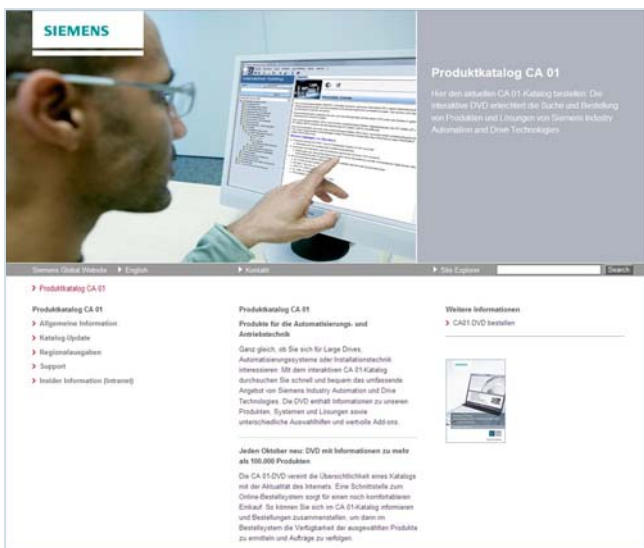 SIEMENS
Produktkatalog CA 01
Hier den aktuellen CA 01-Katalog bestellen: Die
interaktive DVD erleichtert die Suche und Bestellung
von Produkten und Lösungen von Siemens Industry
Automation and Drive Technologies
Siemens Global Website
English
Kontakt
Site Explorer
Search
Produktkatalog CA 01
Produktkatalog CA 01
Allgemeine Information
Katalog-Update
Regionalausgaben
Support
Insider Information (Intranet)
Produktkatalog CA 01
Produkte für die Automatisierungs- und
Antriebstechnik
Ganz gleich, ob Sie sich für Large Drives,
Automatisierungssysteme oder Installationstechnik
interessieren: Mit dem interaktiven CA 01-Katalog
durchsuchen Sie schnell und bequem das umfassende
Angebot von Siemens Industry Automation und Drive
Technologies. Die DVD enthält Informationen zu unseren
Produkten, Systemen und Lösungen sowie
unterschiedliche Auswahlhilfen und wertvolle Add-ons.
Jeden Oktober neu: DVD mit Informationen zu mehr
als 100.000 Produkten
Die CA 01-DVD vereint die Übersichtlichkeit eines Katalogs
mit der Aktualität des Internets. Eine Schnittstelle zum
Online-Bestellsystem sorgt für einen noch komfortableren
Einkauf. So können Sie sich im CA 01-Katalog informieren
und Bestellungen zusammenstellen, um dann im
Bestellsystem die Verfügbarkeit der ausgewählten Produkte
zu ermitteln und Aufträge zu verfolgen.
Weitere Informationen
CA01-DVD bestellen